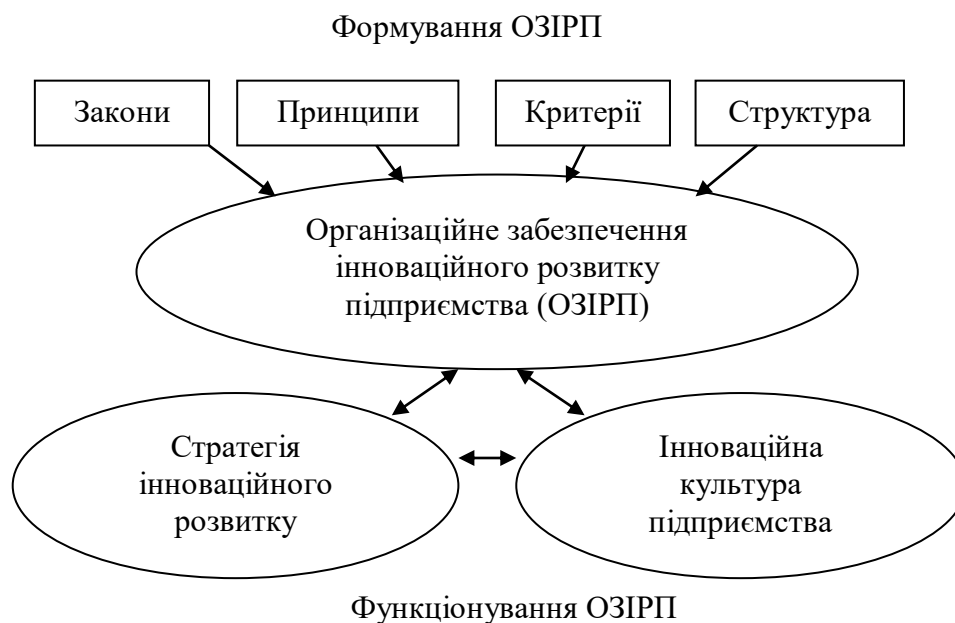 Формування ОЗІРП
Закони
Принципи
Критерії
Структура
Організаційне забезпечення
інноваційного розвитку
підприємства (ОЗІРП)
Стратегія
інноваційного
розвитку
Інноваційна
культура
підприємства
Функціонування ОЗІРП